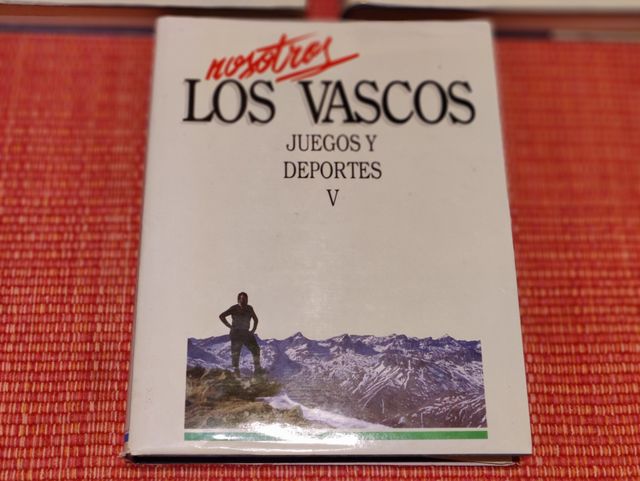 nosotros
LOS VASCOS
JUEGOS Y
DEPORTES
V